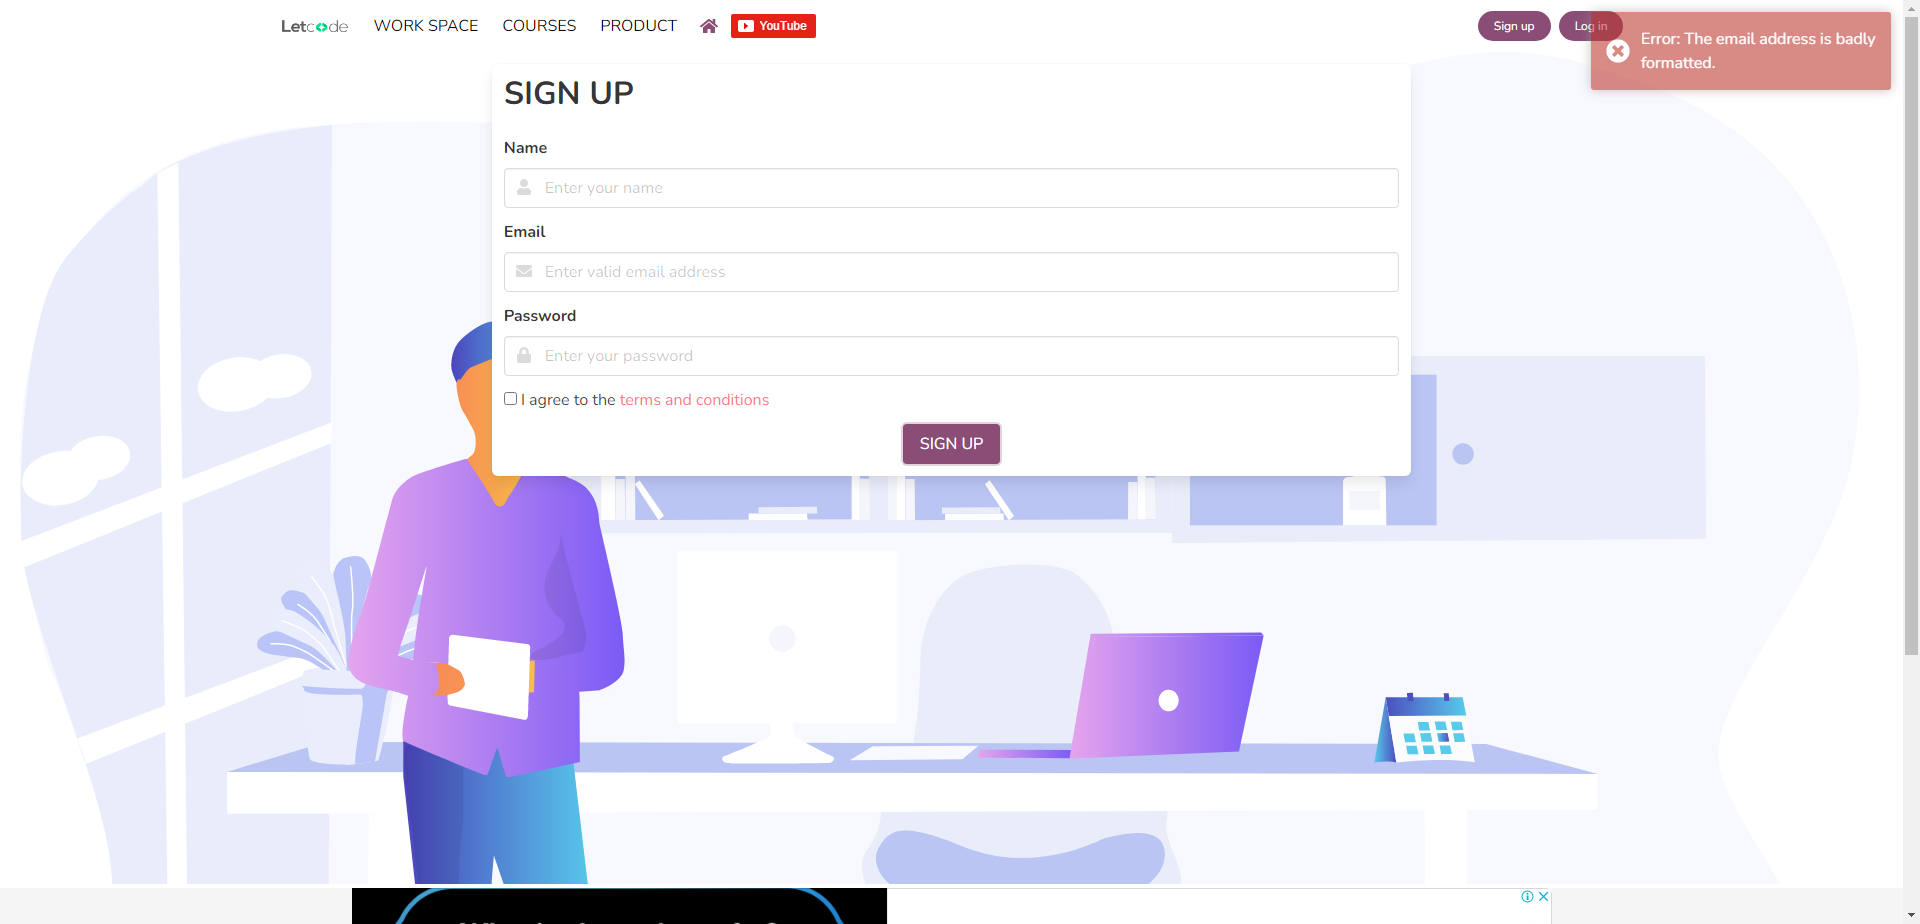 Letcode WORK SPACE COURSES PRODUCT YouTube Sign up Log in
Error: The email address is badly
formatted.
SIGN UP
Name
Enter your name
Email
Enter valid email address
Password
Enter your password
I agree to the terms and conditions
SIGN UP